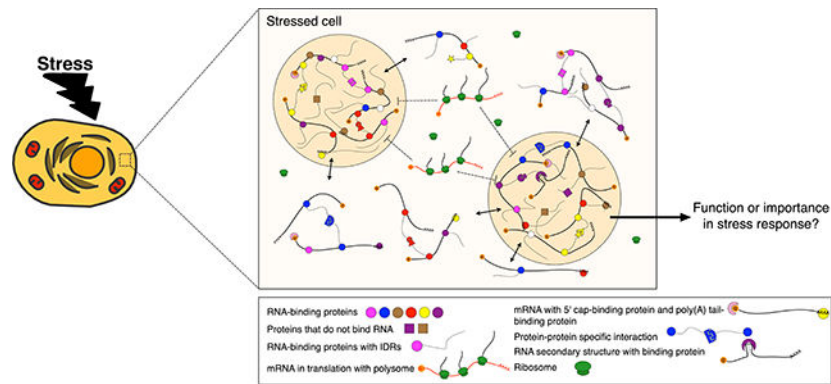 Stressed cell
Stress
Function or importance
in stress response?
RNA-binding proteins
Proteins that do not bind RNA
RNA-binding proteins with IDRs
mRNA in translation with polysome
mRNA with 5' cap-binding protein and poly(A) tail-
binding protein
Protein-protein specific interaction
RNA secondary structure with binding protein
Ribosome